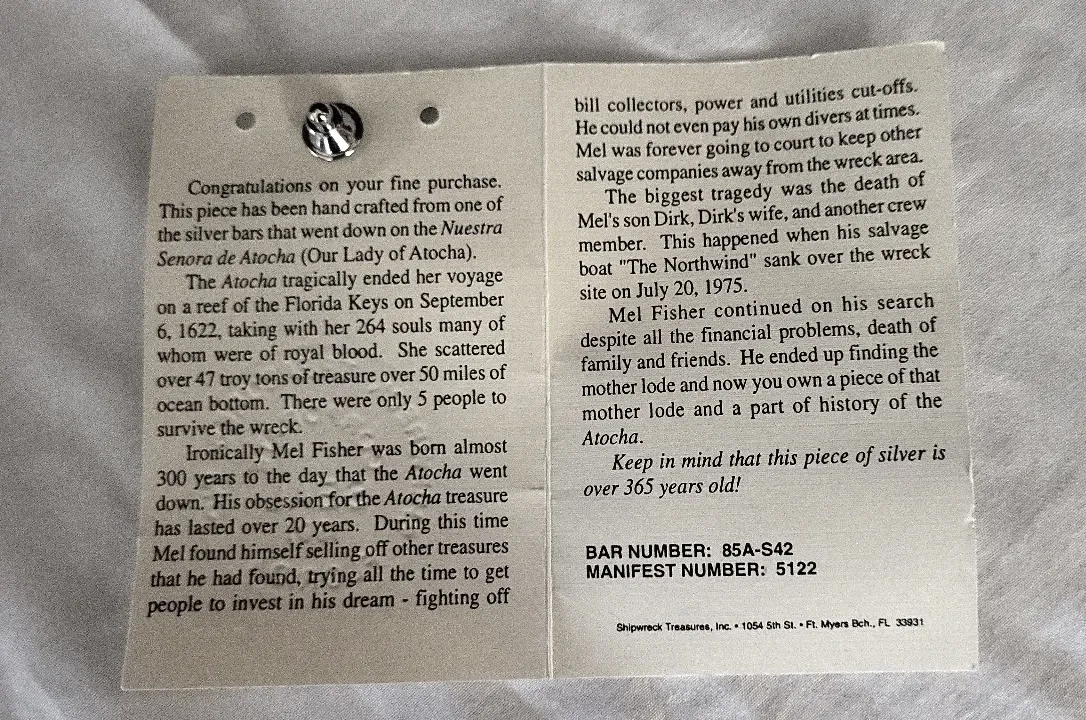 Congratulations on your fine purchase.
This piece has been hand crafted from one of
the silver bars that went down on the Nuestra
Senora de Atocha (Our Lady of Atocha).
The Atocha tragically ended her voyage
on a reef of the Florida Keys on September
6, 1622, taking with her 264 souls many of
whom were of royal blood. She scattered
over 47 troy tons of treasure over 50 miles of
ocean bottom. There were only 5 people to
survive the wreck.
Ironically Mel Fisher was born almost
300 years to the day that the Atocha went
down. His obsession for the Atocha treasure
has lasted over 20 years. During this time
Mel found himself selling off other treasures
that he had found, trying all the time to get
people to invest in his dream - fighting off
bill collectors, power and utilities cut-offs.
He could not even pay his own divers at times.
Mel was forever going to court to keep other
salvage companies away from the wreck area.
The biggest tragedy was the death of
Mel's son Dirk, Dirk's wife, and another crew
member. This happened when his salvage
boat "The Northwind" sank over the wreck
site on July 20, 1975.
Mel Fisher continued on his search
despite all the financial problems, death of
family and friends. He ended up finding the
mother lode and now you own a piece of that
mother lode and a part of history of the
Atocha.
Keep in mind that this piece of silver is
over 365 years old!
BAR NUMBER: 85A-S42
MANIFEST NUMBER: 5122
Shipwreck Treasures, Inc. • 1054 5th St. • Ft. Myers Bch., FL 33931